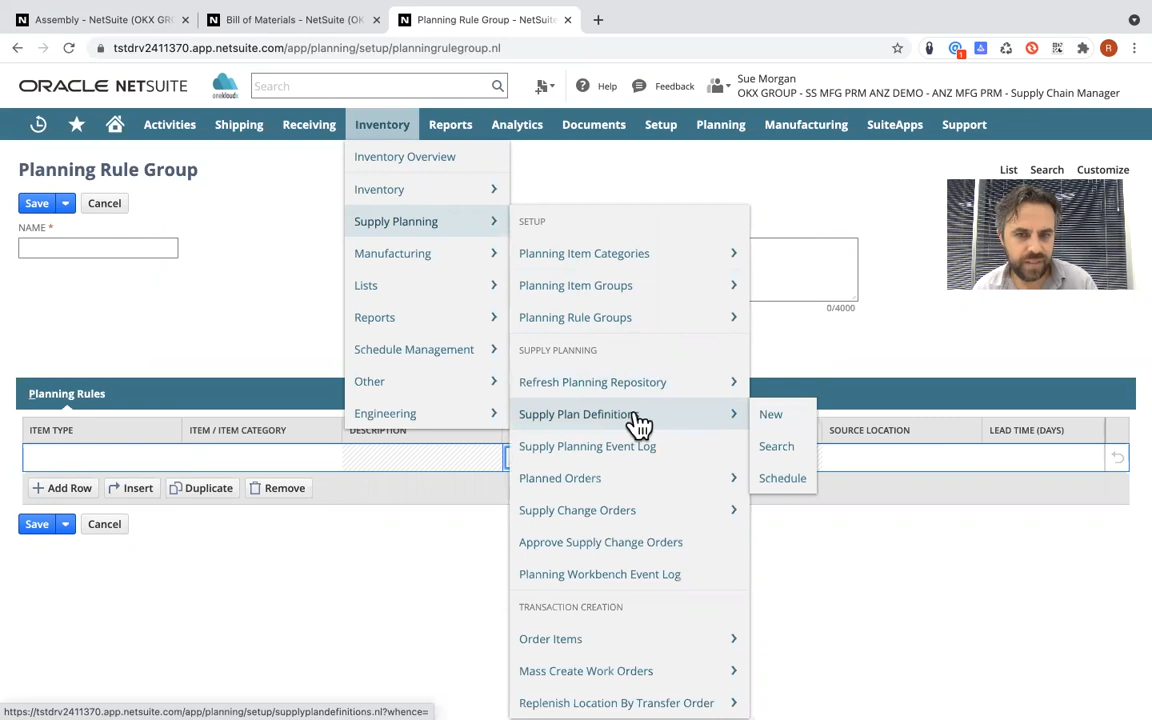 Assembly - NetSuite (OKX GR
Bill of Materials - NetSuite (OK
Planning Rule Group - NetSuite
tstdrv2411370.app.netsuite.com/app/planning/setup/planningrulegroup.nl
1
R
ORACLE NETSUITE
onekloudx
Search
Help
Feedback
Sue Morgan
OKX GROUP - SS MFG PRM ANZ DEMO - ANZ MFG PRM - Supply Chain Manager
Activities
Shipping
Receiving
Inventory
Reports
Analytics
Documents
Setup
Planning
Manufacturing
SuiteApps
Support
Planning Rule Group
List
Search
Customize
Save
Cancel
NAME *
0/4000
Inventory Overview
Inventory
Supply Planning
Manufacturing
Lists
Reports
Schedule Management
Other
Engineering
SETUP
Planning Item Categories
Planning Item Groups
Planning Rule Groups
SUPPLY PLANNING
Refresh Planning Repository
Supply Plan Definition
Supply Planning Event Log
Planned Orders
Supply Change Orders
Approve Supply Change Orders
Planning Workbench Event Log
TRANSACTION CREATION
Order Items
Mass Create Work Orders
Replenish Location By Transfer Order
New
Search
Schedule
Planning Rules
ITEM TYPE
ITEM / ITEM CATEGORY
DESCRIPTION
SOURCE LOCATION
LEAD TIME (DAYS)
Add Row
Insert
Duplicate
Remove
Save
Cancel
https://tstdrv2411370.app.netsuite.com/app/planning/setup/supplyplandefinitions.nl?whence=